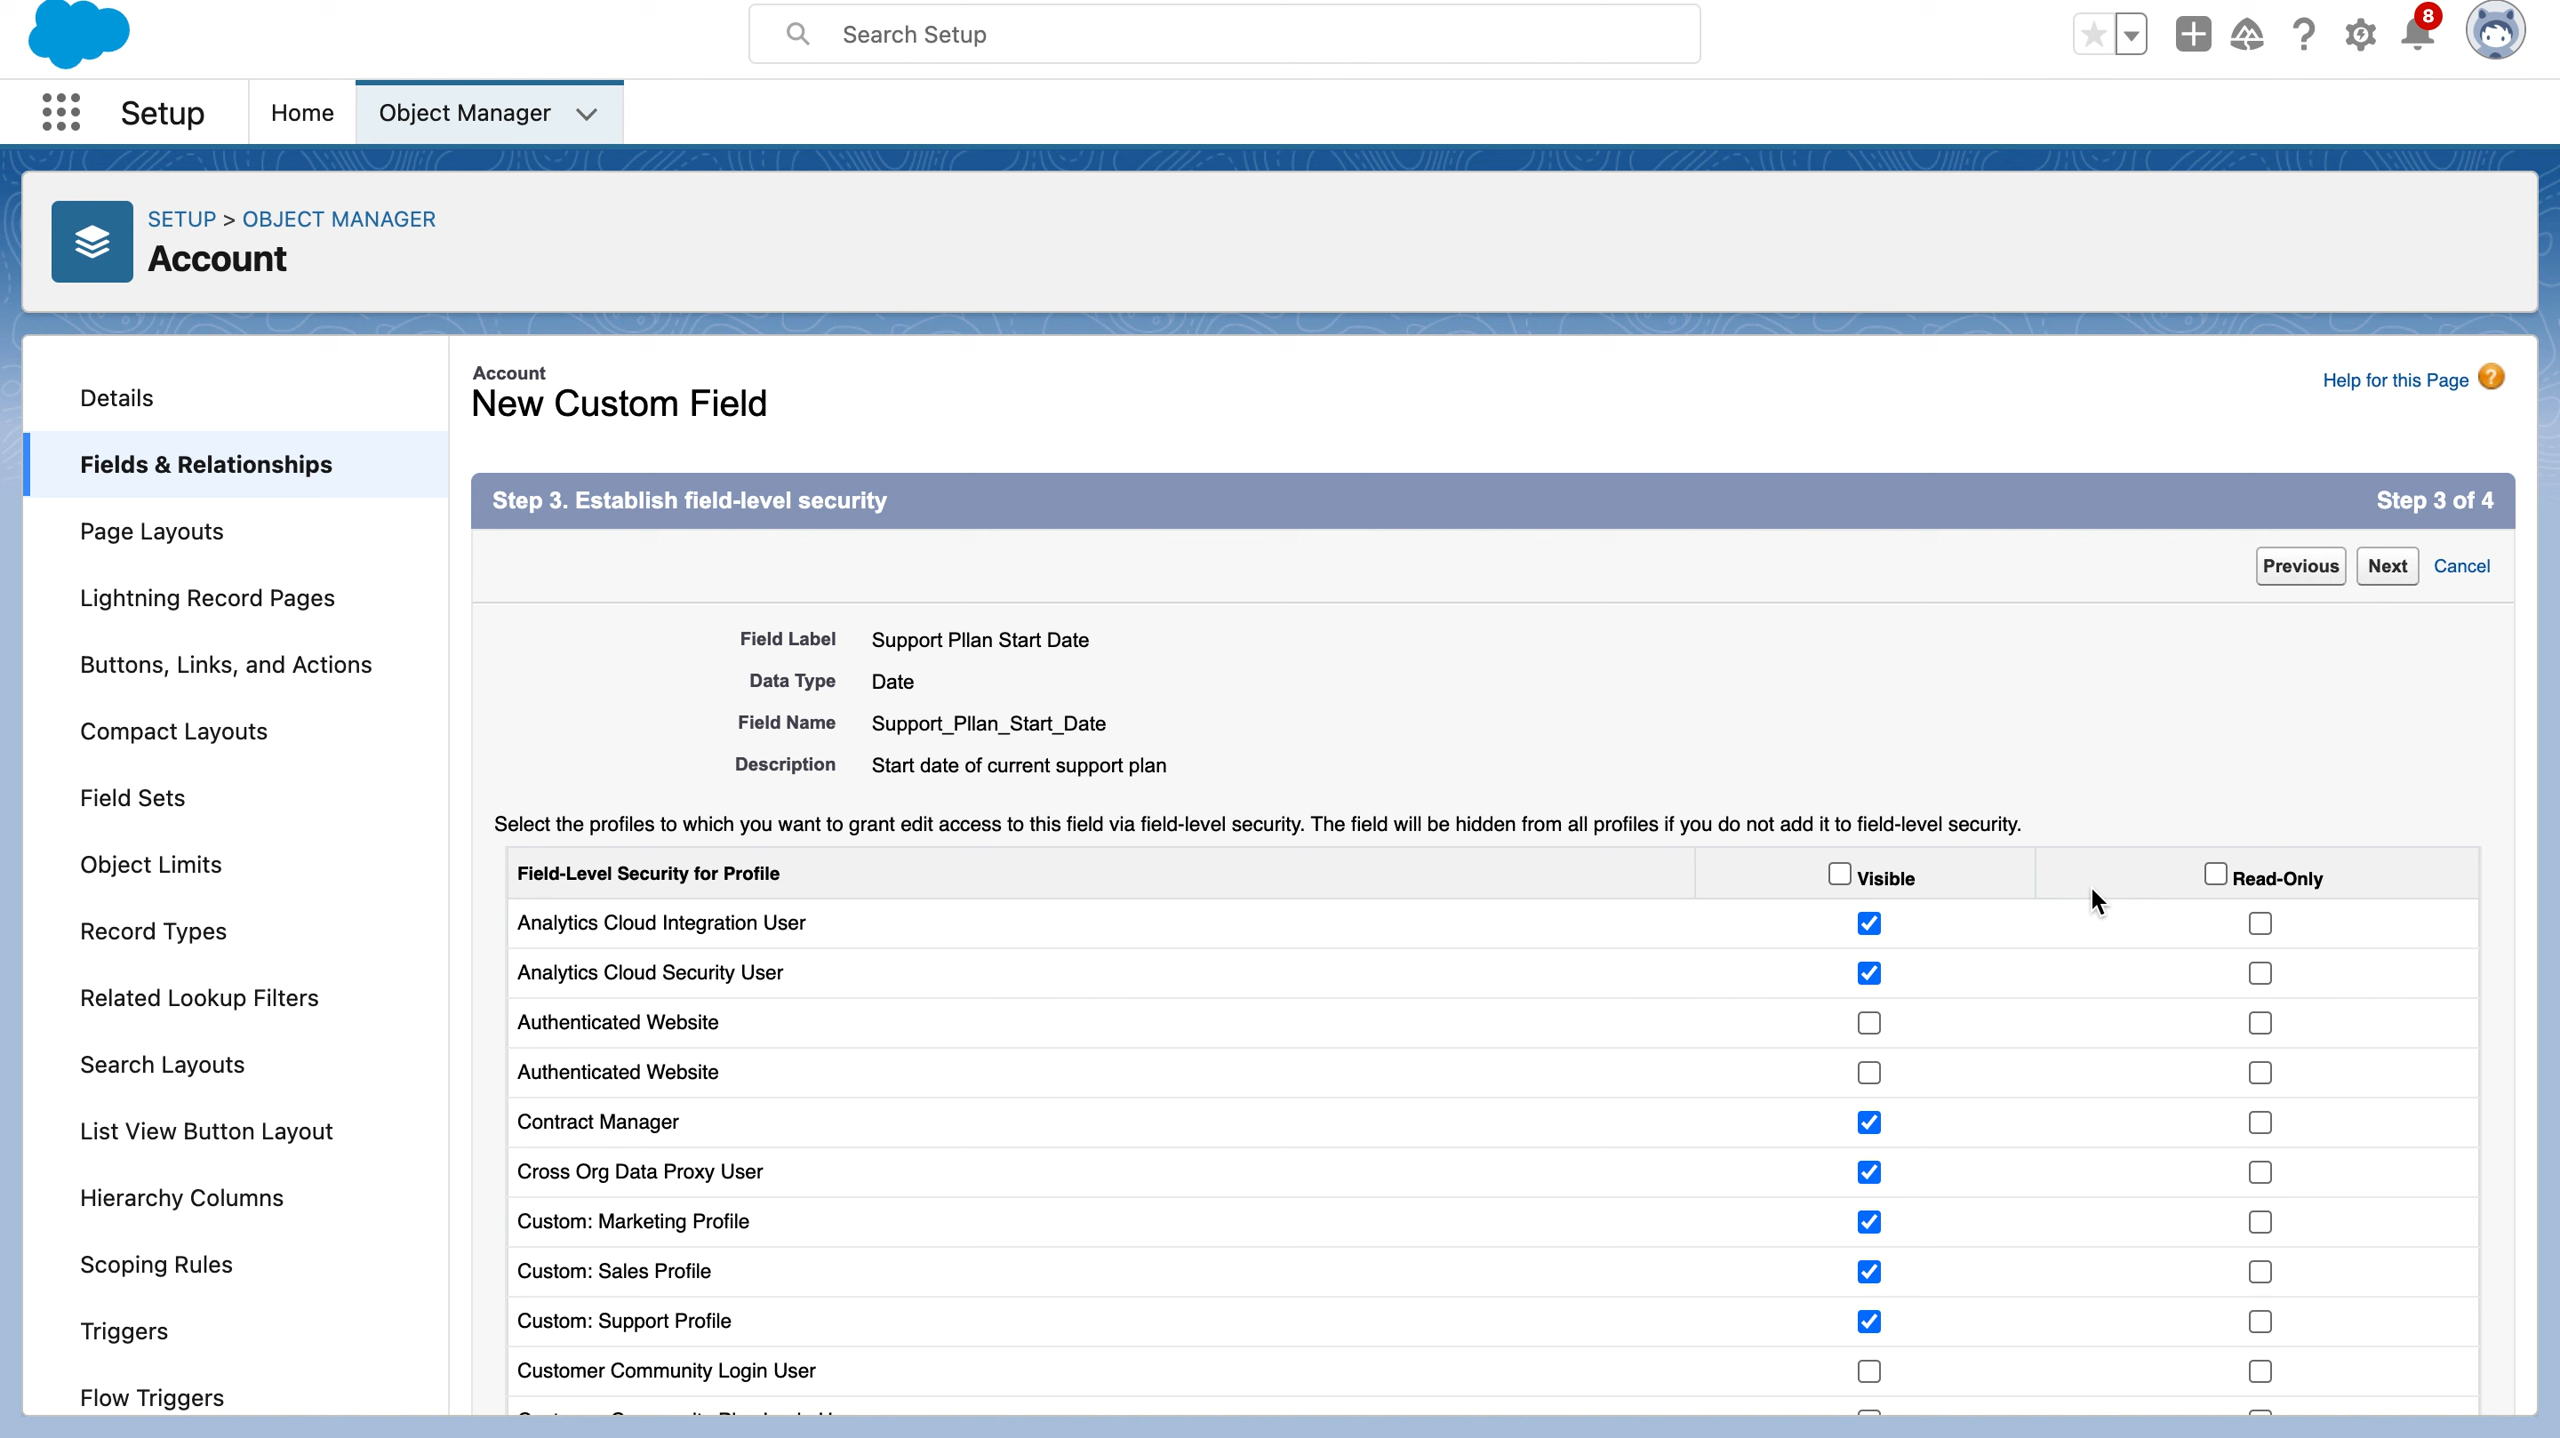 Search Setup
8
Setup
Home
Object Manager
SETUP > OBJECT MANAGER
Account
Details
Fields & Relationships
Page Layouts
Lightning Record Pages
Buttons, Links, and Actions
Compact Layouts
Field Sets
Object Limits
Record Types
Related Lookup Filters
Search Layouts
List View Button Layout
Hierarchy Columns
Scoping Rules
Triggers
Flow Triggers
Account
New Custom Field
Help for this Page ?
Step 3. Establish field-level security
Step 3 of 4
Previous Next Cancel
Field Label Support Pllan Start Date
Data Type Date
Field Name Support_Pllan_Start_Date
Description Start date of current support plan
Select the profiles to which you want to grant edit access to this field via field-level security. The field will be hidden from all profiles if you do not add it to field-level security.
Field-Level Security for Profile Visible Read-Only
Analytics Cloud Integration User
Analytics Cloud Security User
Authenticated Website
Authenticated Website
Contract Manager
Cross Org Data Proxy User
Custom: Marketing Profile
Custom: Sales Profile
Custom: Support Profile
Customer Community Login User